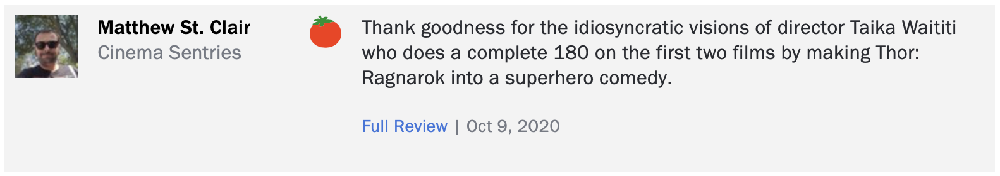 Matthew St. Clair
Cinema Sentries
Thank goodness for the idiosyncratic visions of director Taika Waititi
who does a complete 180 on the first two films by making Thor:
Ragnarok into a superhero comedy.
Full Review | Oct 9, 2020